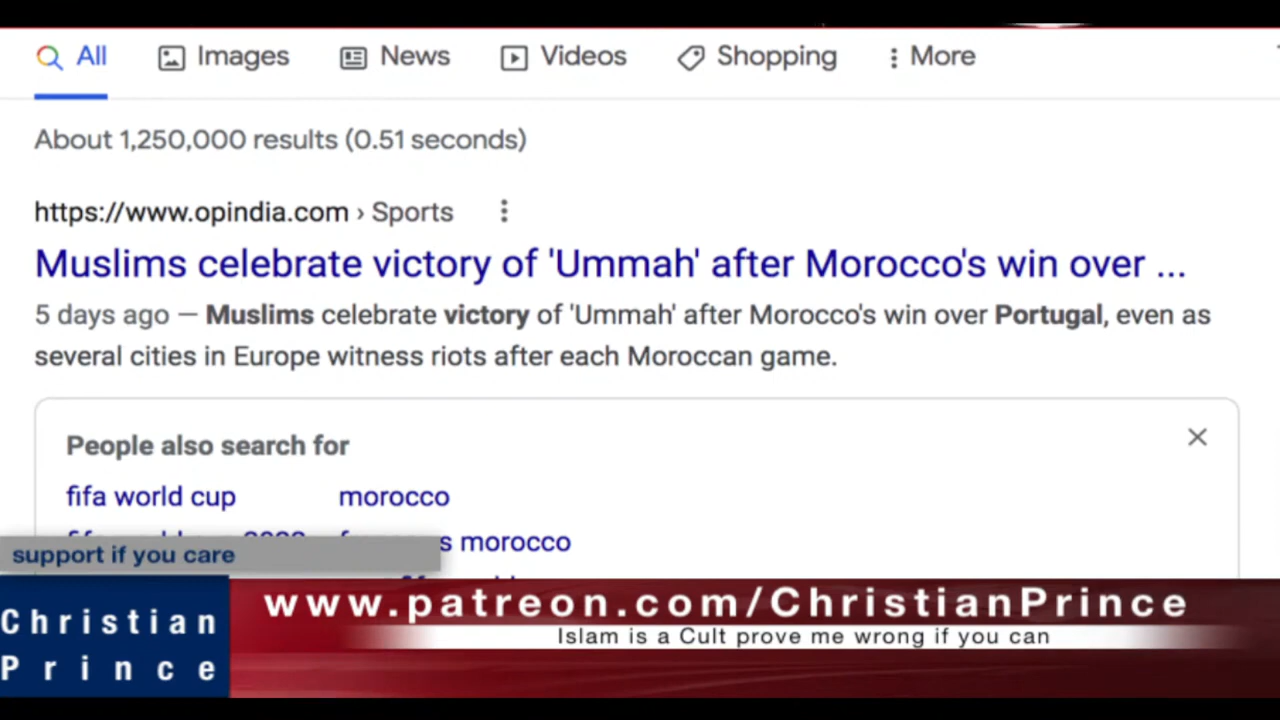 All Images News Videos Shopping More
About 1,250,000 results (0.51 seconds)
https://www.opindia.com › Sports
Muslims celebrate victory of 'Ummah' after Morocco's win over ...
5 days ago — Muslims celebrate victory of 'Ummah' after Morocco's win over Portugal, even as
several cities in Europe witness riots after each Moroccan game.
People also search for
fifa world cup morocco
s morocco
support if you care
Christian
Prince
www.patreon.com/ChristianPrince
Islam is a Cult prove me wrong if you can